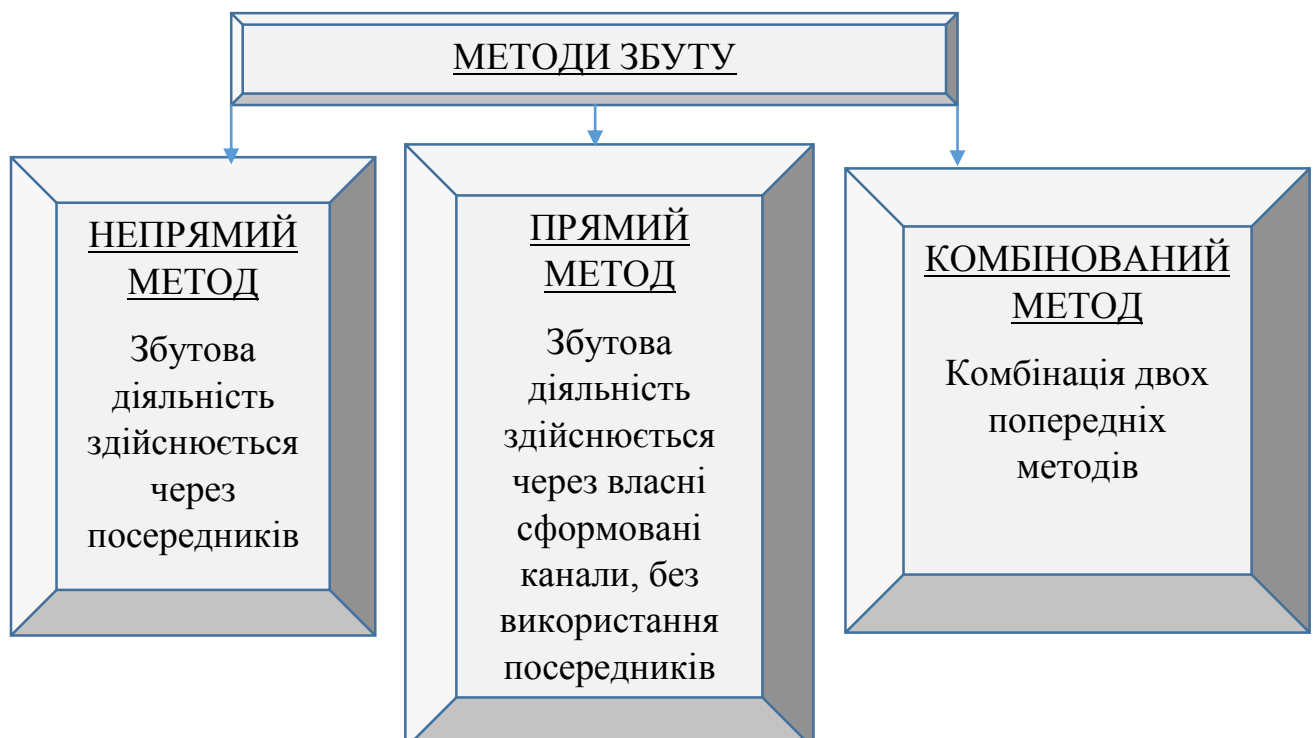 МЕТОДИ ЗБУТУ
НЕПРЯМИЙ
МЕТОД
Збутова
діяльність
здійснюється
через
посередників
ПРЯМИЙ
МЕТОД
Збутова
діяльність
здійснюється
через власні
сформовані
канали, без
використання
посередників
КОМБІНОВАНИЙ
МЕТОД
Комбінація двох
попередніх
методів